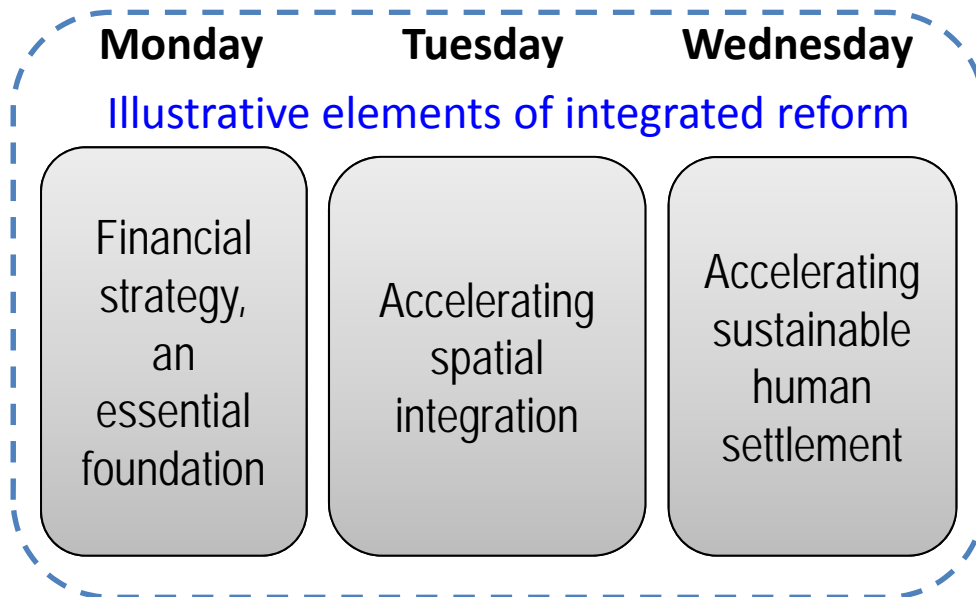 Monday Tuesday Wednesday
Illustrative elements of integrated reform
Financial
strategy,
an
essential
foundation
Accelerating
spatial
integration
Accelerating
sustainable
human
settlement